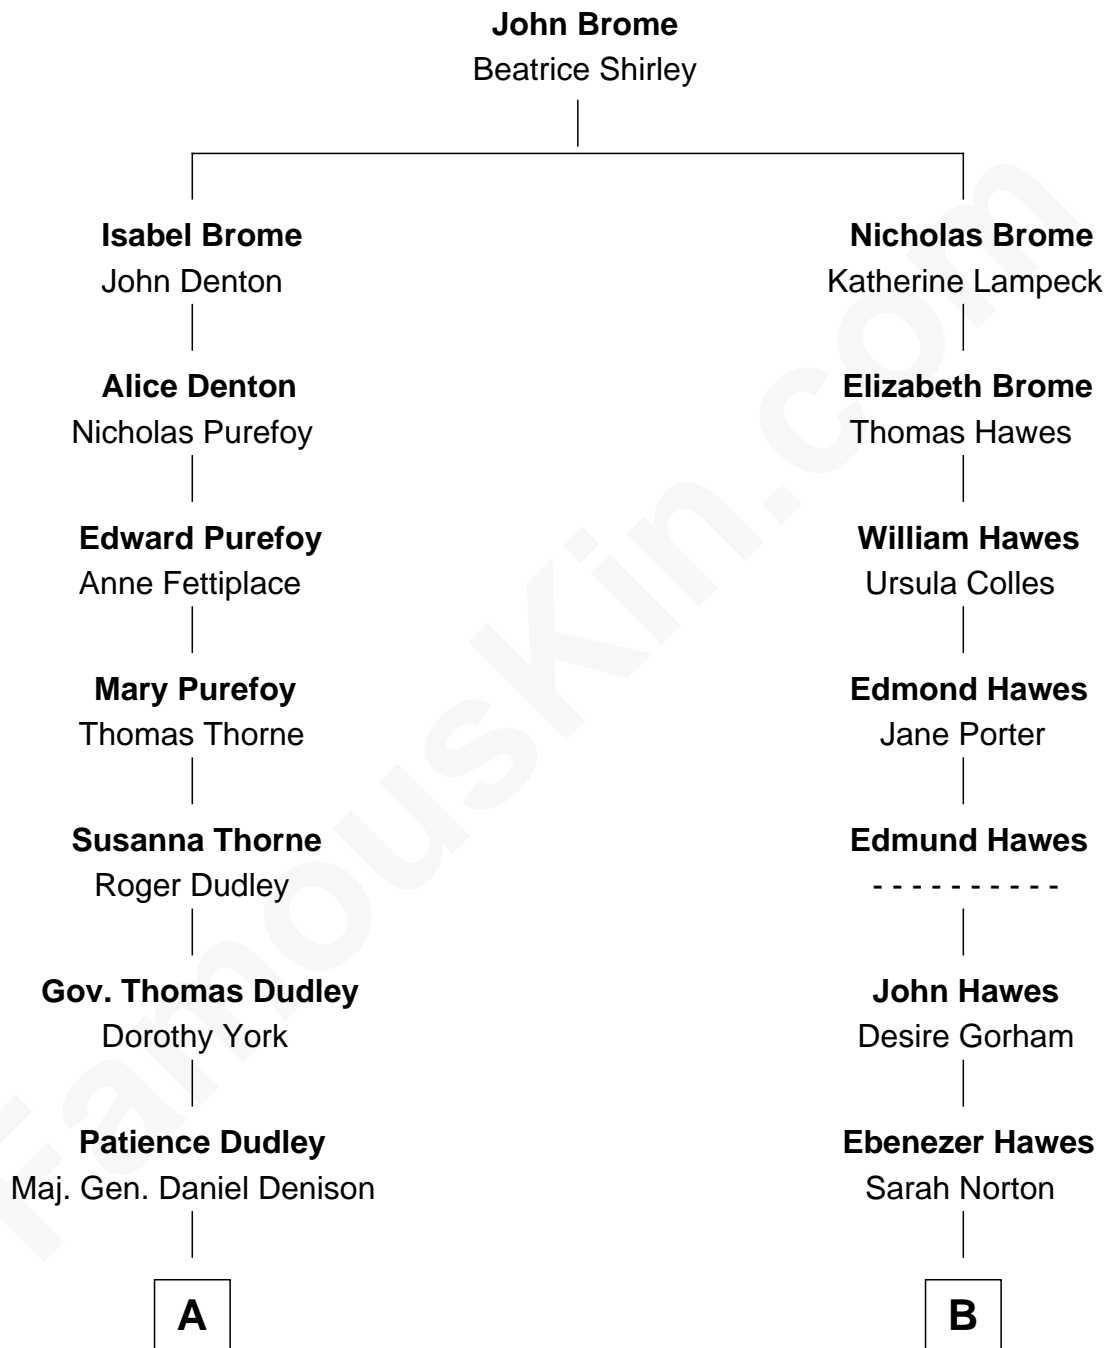 John Brome
Beatrice Shirley
Isabel Brome
John Denton
Nicholas Brome
Katherine Lampeck
Alice Denton
Nicholas Purefoy
Elizabeth Brome
Thomas Hawes
Edward Purefoy
Anne Fettiplace
William Hawes
Ursula Colles
Mary Purefoy
Thomas Thorne
Edmond Hawes
Jane Porter
Susanna Thorne
Roger Dudley
Edmund Hawes
- - - - - - - - - -
Gov. Thomas Dudley
Dorothy York
John Hawes
Desire Gorham
Patience Dudley
Maj. Gen. Daniel Denison
Ebenezer Hawes
Sarah Norton
A
B
FamousKin.com